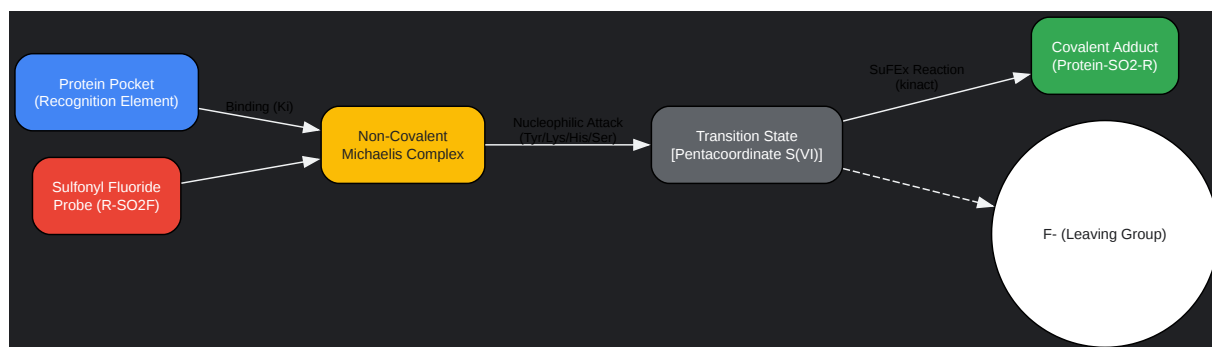 Protein Pocket
(Recognition Element)
Sulfonyl Fluoride
Probe (R-SO2F)
Binding (Ki)
Non-Covalent
Michaelis Complex
Nucleophilic Attack
(Tyr/Lys/His/Ser)
Transition State
[Pentacoordinate S(VI)]
SuFEx Reaction
(kinact)
Covalent Adduct
(Protein-SO2-R)
F- (Leaving Group)